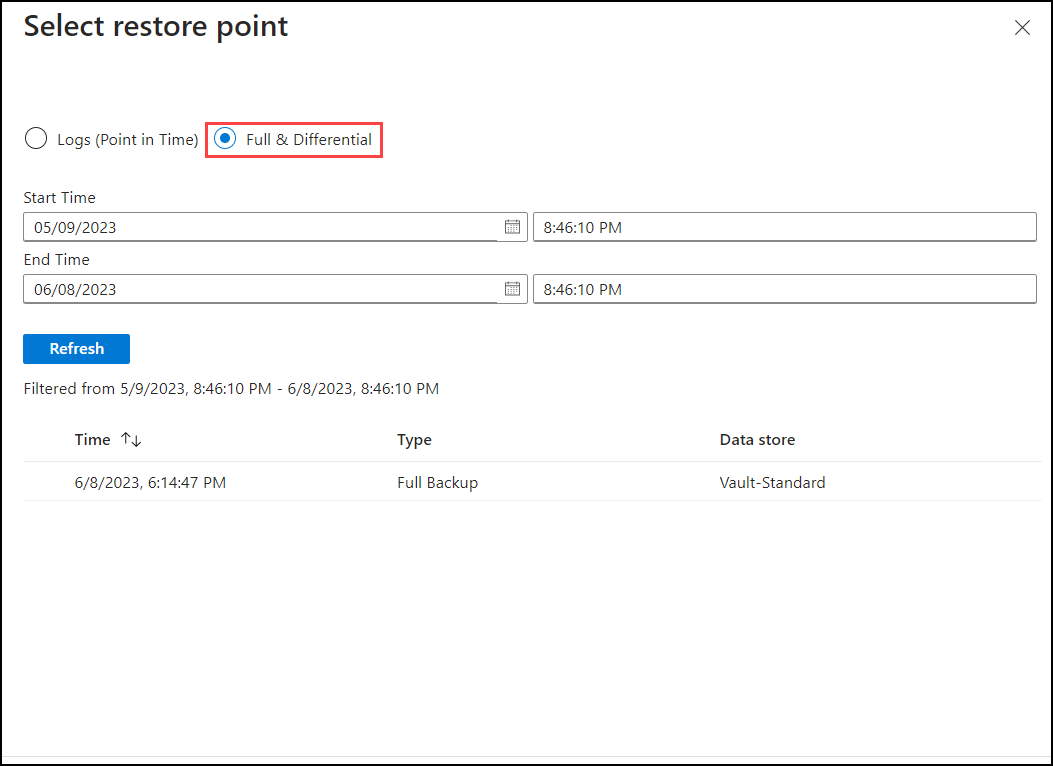 Select restore point
Logs (Point in Time) Full & Differential
Start Time
05/09/2023 8:46:10 PM
End Time
06/08/2023 8:46:10 PM
Refresh
Filtered from 5/9/2023, 8:46:10 PM - 6/8/2023, 8:46:10 PM
Time Type Data store
6/8/2023, 6:14:47 PM Full Backup Vault-Standard